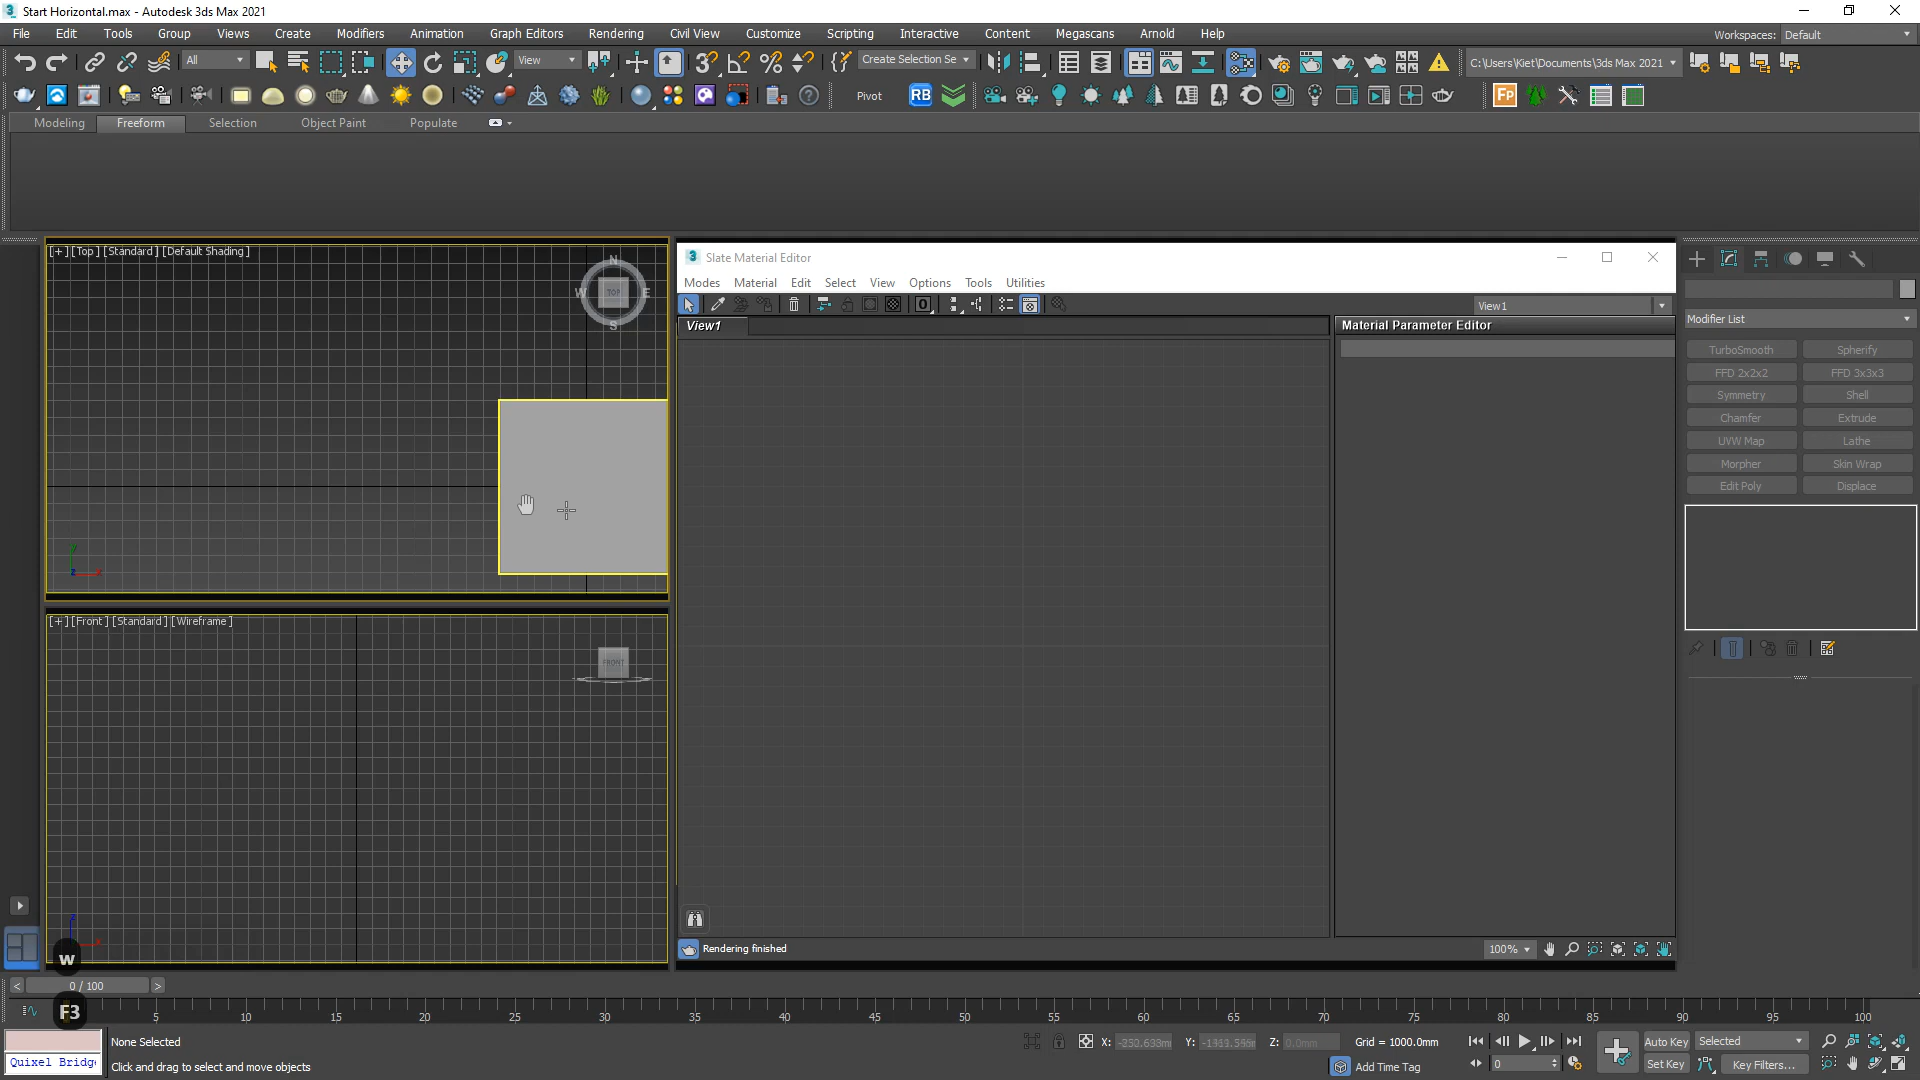 Start Horizontal.max - Autodesk 3ds Max 2021
File Edit Tools Group Views Create Modifiers Animation Graph Editors Rendering Civil View Customize Scripting Interactive Content Megascans Arnold Help Workspaces: Default
All View Create Selection Se C:\Users\Kiet\Documents\3ds Max 2021
Pivot RB Fp
Modeling Freeform Selection Object Paint Populate
[+] [Top] [Standard] [Default Shading]
N
W TOP E
S
y
z x
Slate Material Editor
Modes Material Edit Select View Options Tools Utilities
View1
View1
Material Parameter Editor
Modifier List
TurboSmooth Spherify
FFD 2x2x2 FFD 3x3x3
Symmetry Shell
Chamfer Extrude
UVW Map Lathe
Morpher Skin Wrap
Edit Poly Displace
[+] [Front] [Standard] [Wireframe]
FRONT
z
x
w
Rendering finished 100%
< 0 / 100 >
F3
5 10 15 20 25 30 35 40 45 50 55 60 65 70 75 80 85 90 95 100
None Selected X: Y: Z: 0.0mm Grid = 1000.0mm Auto Key Selected
Quixel Bridg Click and drag to select and move objects Add Time Tag 0 Set Key Key Filters...